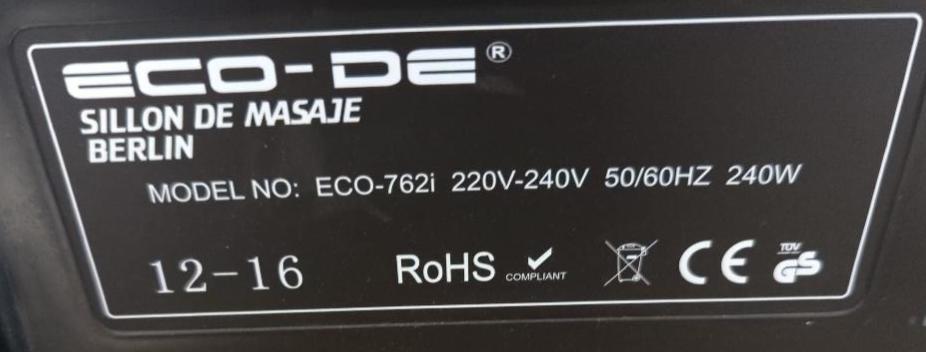 ECO-DE®
SILLON DE MASAJE
BERLIN
MODEL NO: ECO-762i 220V-240V 50/60HZ 240W
12-16 RoHS COMPLIANT CE TÜV GS